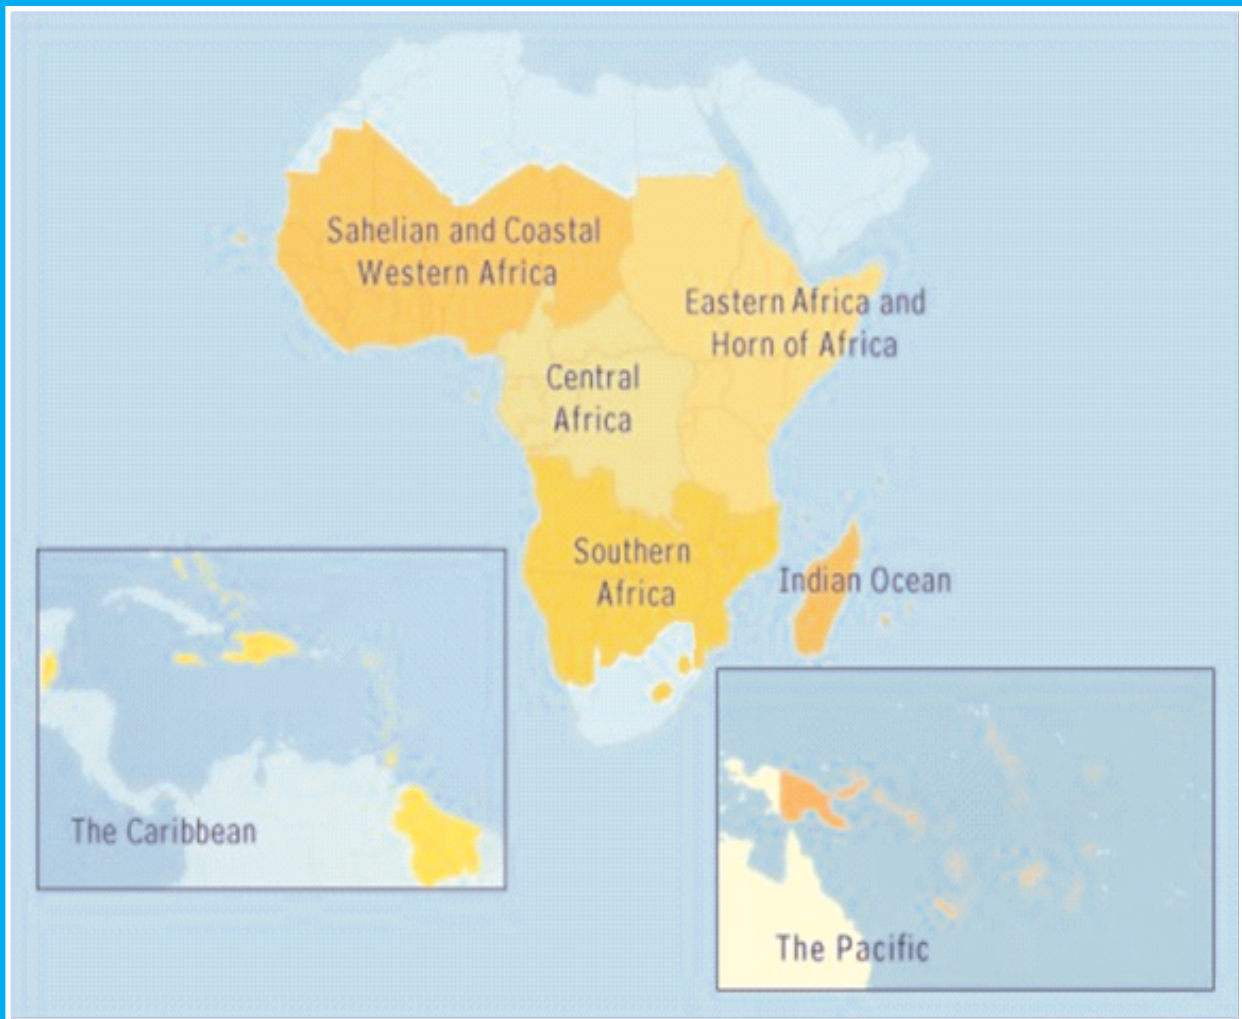 Sahelian and Coastal
Western Africa
Eastern Africa and
Horn of Africa
Central
Africa
Southern
Africa
Indian Ocean
The Caribbean
The Pacific